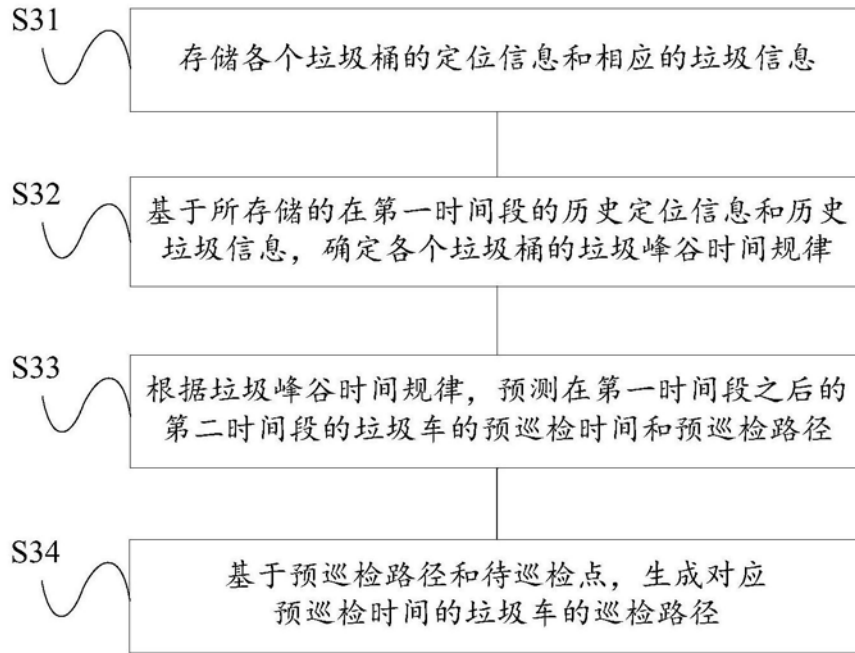 S31
存储各个垃圾桶的定位信息和相应的垃圾信息
S32
基于所存储的在第一时间段的历史定位信息和历史
垃圾信息，确定各个垃圾桶的垃圾峰谷时间规律
S33
根据垃圾峰谷时间规律，预测在第一时间段之后的
第二时间段的垃圾车的预巡检时间和预巡检路径
S34
基于预巡检路径和待巡检点，生成对应
预巡检时间的垃圾车的巡检路径